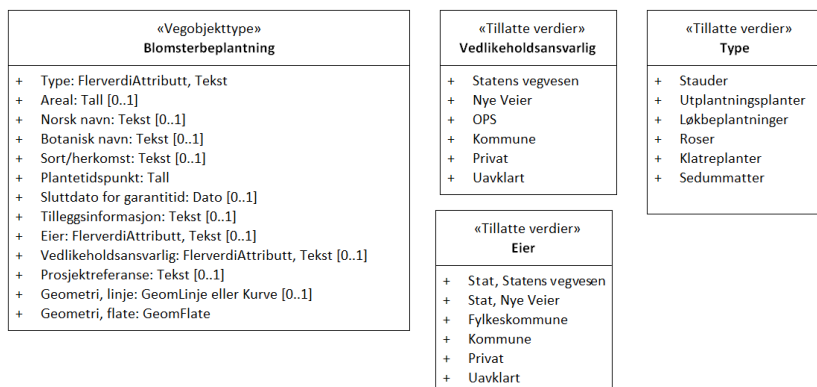 «Vegobjekttype»
Blomsterbeplantning
+ Type: FlerverdiAttributt, Tekst
+ Areal: Tall [0..1]
+ Norsk navn: Tekst [0..1]
+ Botanisk navn: Tekst [0..1]
+ Sort/herkomst: Tekst [0..1]
+ Plantetidspunkt: Tall
+ Sluttdato for garantitid: Dato [0..1]
+ Tilleggsinformasjon: Tekst [0..1]
+ Eier: FlerverdiAttributt, Tekst [0..1]
+ Vedlikeholdsansvarlig: FlerverdiAttributt, Tekst [0..1]
+ Prosjektreferanse: Tekst [0..1]
+ Geometri, linje: GeomLinje eller Kurve [0..1]
+ Geometri, flate: GeomFlate
«Tillatte verdier»
Vedlikeholdsansvarlig
+ Statens vegvesen
+ Nye Veier
+ OPS
+ Kommune
+ Privat
+ Uavklart
«Tillatte verdier»
Type
+ Stauder
+ Utplantningsplanter
+ Løkbeplantninger
+ Roser
+ Klatreplanter
+ Sedummatter
«Tillatte verdier»
Eier
+ Stat, Statens vegvesen
+ Stat, Nye Veier
+ Fylkeskommune
+ Kommune
+ Privat
+ Uavklart